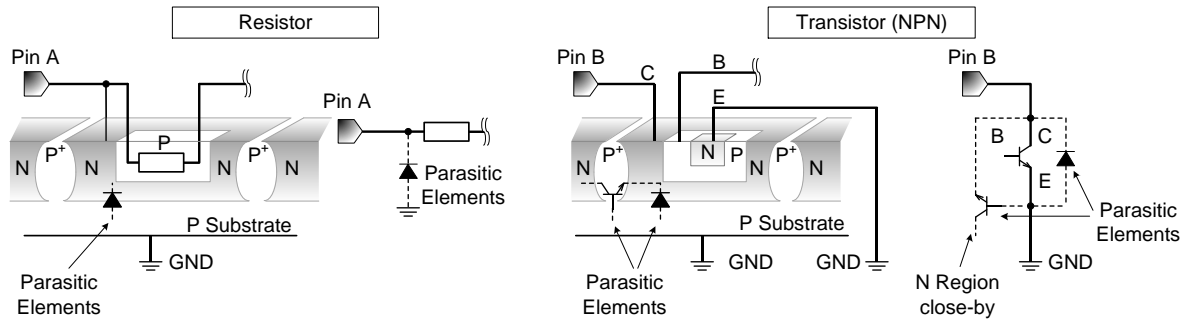 Resistor
Transistor (NPN)
Pin A
Pin B
Pin B
C
B
E
Pin A
N
P+
N
P
P+
N
Parasitic
Elements
P Substrate
GND
Parasitic
Elements
N
P+
N
N
P
P+
N
P Substrate
GND
GND
Parasitic
Elements
B
C
E
Parasitic
Elements
GND
N Region
close-by